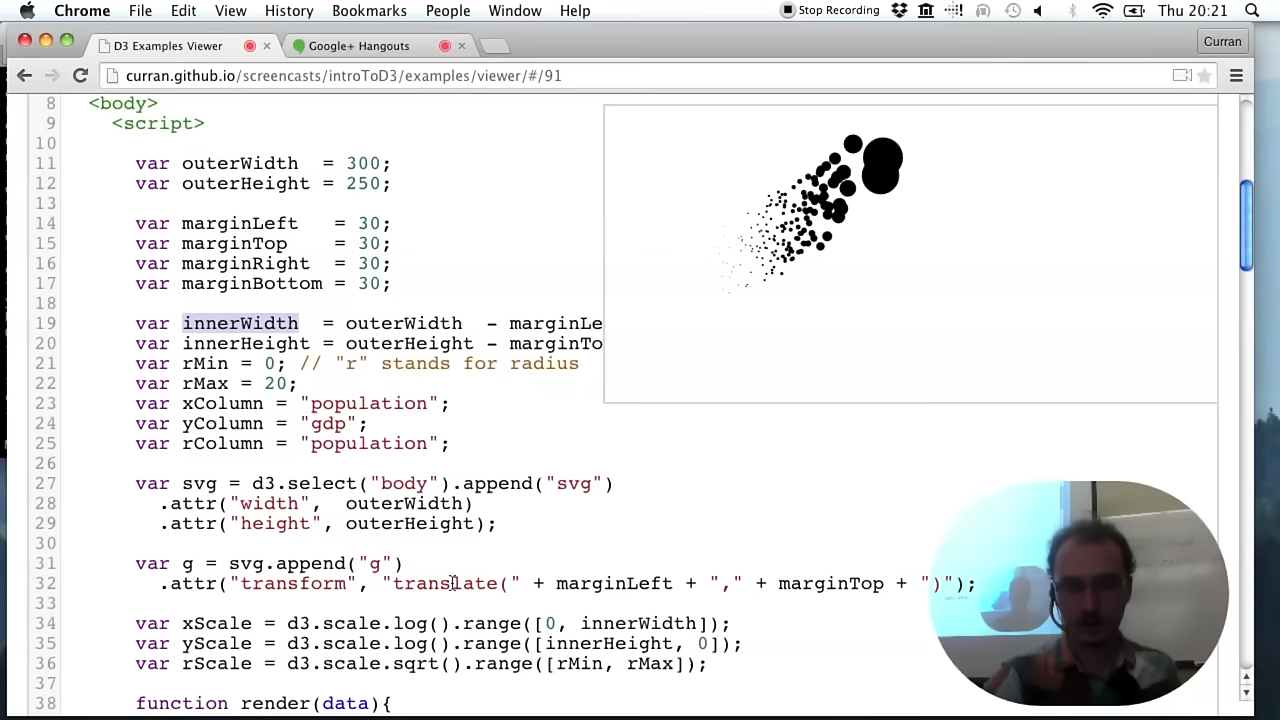 Chrome File Edit View History Bookmarks People Window Help Stop Recording Thu 20:21
D3 Examples Viewer × Google+ Hangouts × Curran
curran.github.io/screencasts/introToD3/examples/viewer/#/91
8 <body>
9 <script>
10
11 var outerWidth  = 300;
12 var outerHeight = 250;
13
14 var marginLeft   = 30;
15 var marginTop    = 30;
16 var marginRight  = 30;
17 var marginBottom = 30;
18
19 var innerWidth  = outerWidth  - marginLe
20 var innerHeight = outerHeight - marginTo
21 var rMin = 0; // "r" stands for radius
22 var rMax = 20;
23 var xColumn = "population";
24 var yColumn = "gdp";
25 var rColumn = "population";
26
27 var svg = d3.select("body").append("svg")
28 .attr("width",  outerWidth)
29 .attr("height", outerHeight);
30
31 var g = svg.append("g")
32 .attr("transform", "translate(" + marginLeft + "," + marginTop + ")");
33
34 var xScale = d3.scale.log().range([0, innerWidth]);
35 var yScale = d3.scale.log().range([innerHeight, 0]);
36 var rScale = d3.scale.sqrt().range([rMin, rMax]);
37
38 function render(data){